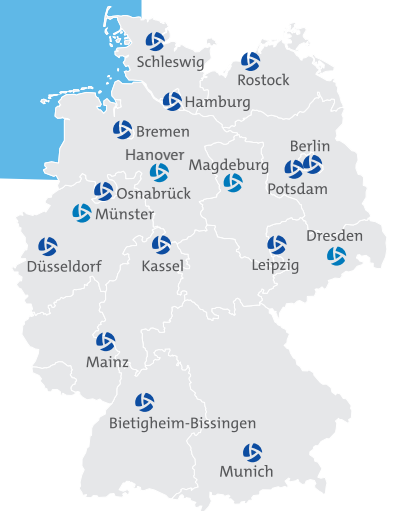 Schleswig
Rostock
Hamburg
Bremen
Berlin
Hanover
Magdeburg
Potsdam
Osnabrück
Münster
Dresden
Düsseldorf
Kassel
Leipzig
Mainz
Bietigheim-Bissingen
Munich